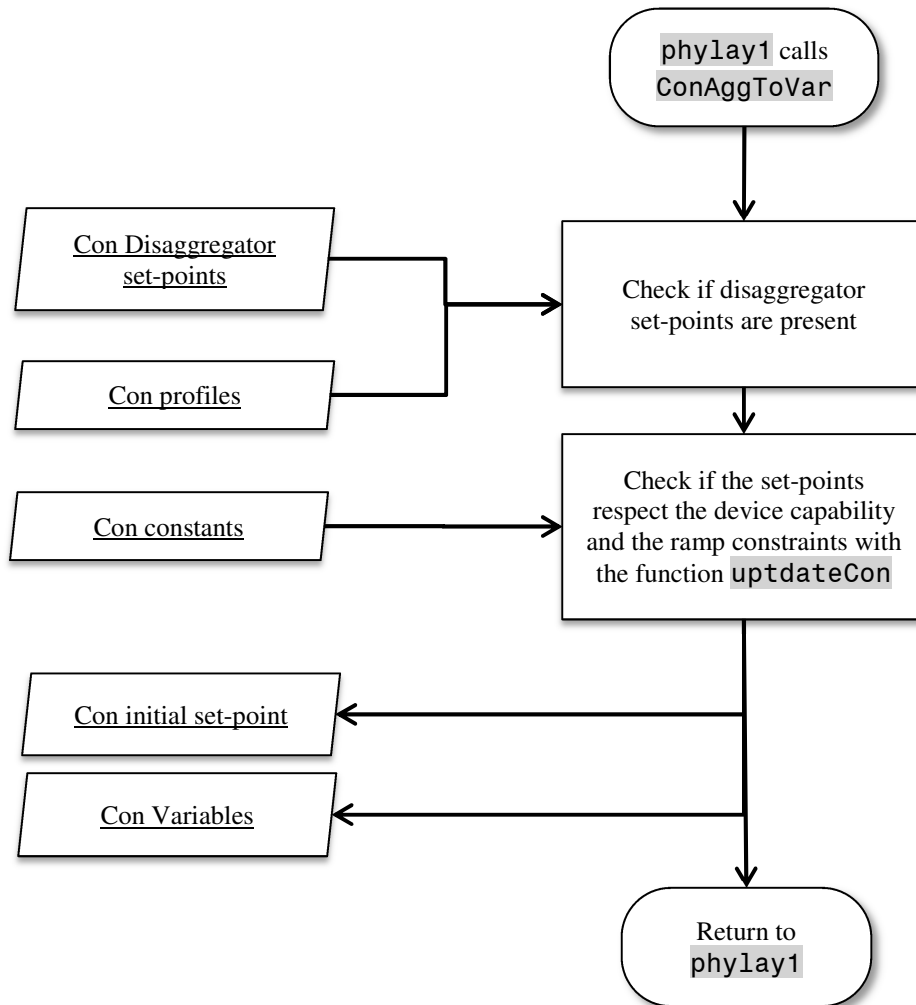 phylay1 calls
ConAggToVar
Con Disaggregator
set-points
Check if disaggregator
set-points are present
Con profiles
Check if the set-points
respect the device capability
and the ramp constraints with
the function uptdateCon
Con constants
Con initial set-point
Con Variables
Return to
phylay1